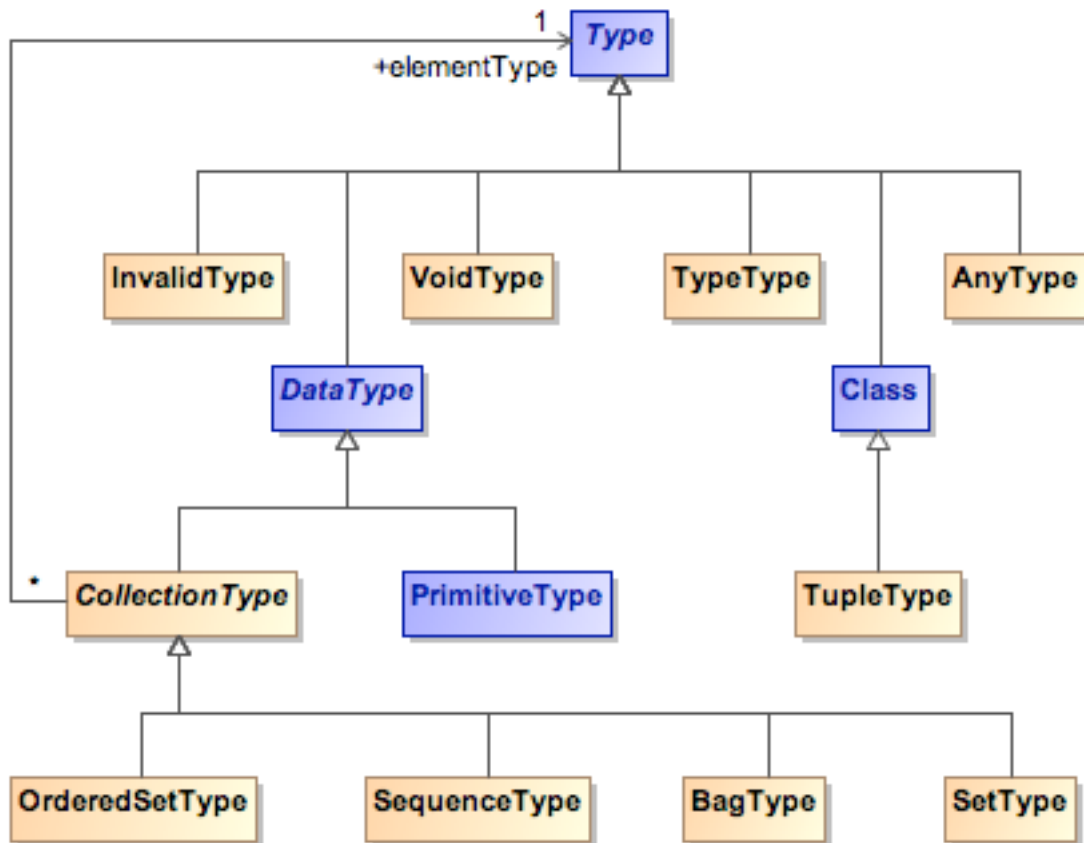 1
Type
+elementType
InvalidType
VoidType
TypeType
AnyType
DataType
Class
*
CollectionType
PrimitiveType
TupleType
OrderedSetType
SequenceType
BagType
SetType